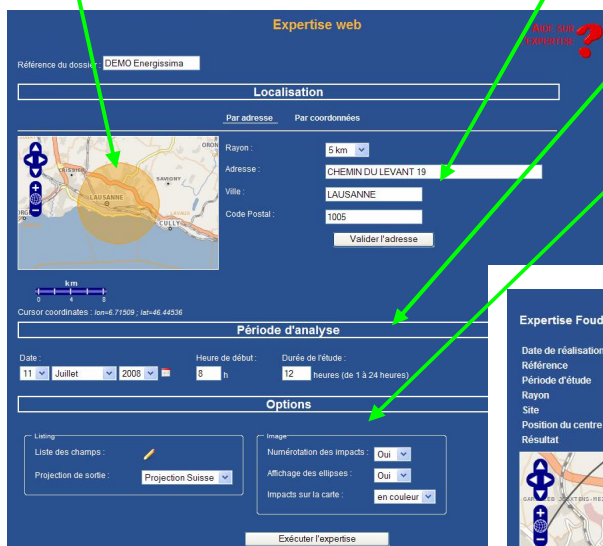 Expertise web
AIDE SUR
EXPERTISE
Référence du dossier : DEMO Energissima
Localisation
Par adresse Par coordonnées
ORON
SAVIGNY
LAUSANNE
CULLY
Rayon : 5 km
Adresse : CHEMIN DU LEVANT 19
Ville : LAUSANNE
Code Postal : 1005
Valider l'adresse
km
0 4 8
Cursor coordinates : lon=6.71509 ; lat=46.44536
Période d'analyse
Date : Heure de début : Durée de l'étude :
11 Juillet 2008 8 h 12 heures (de 1 à 24 heures)
Options
Listing
Liste des champs :
Projection de sortie : Projection Suisse
Image
Numérotation des impacts : Oui
Affichage des ellipses : Oui
Impacts sur la carte : en couleur
Exécuter l'expertise
Expertise Foud
Date de réalisation
Référence
Période d'étude
Rayon
Site
Position du centre
Résultat